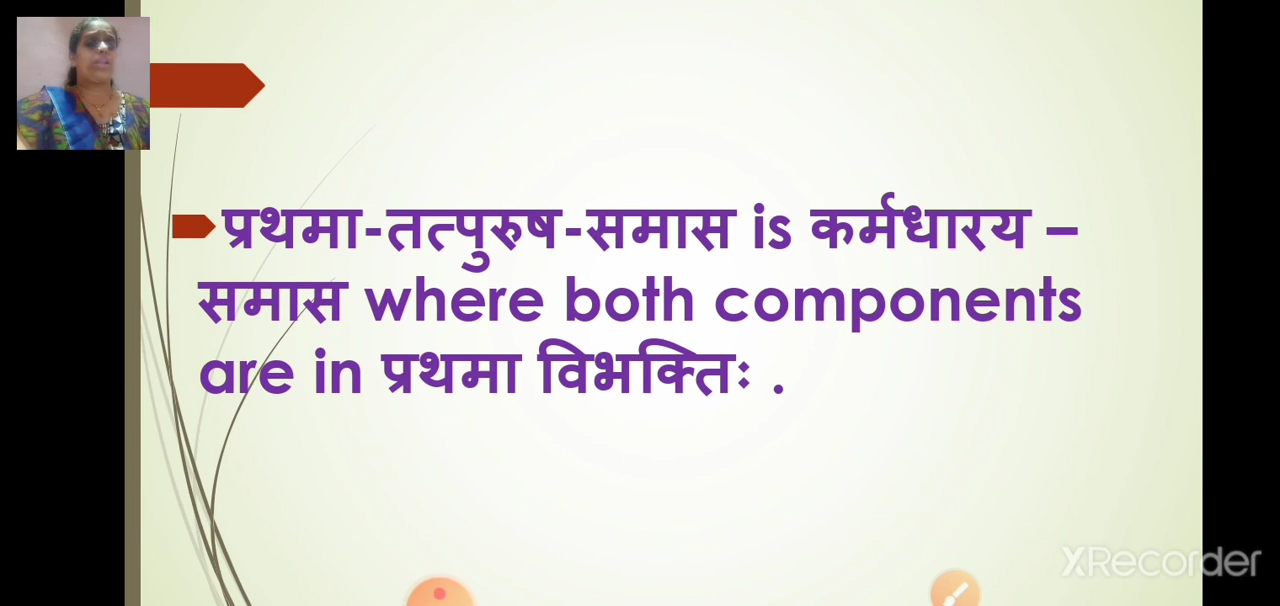 प्रथमा-तत्पुरुष-समास is कर्मधारय –
समास where both components
are in प्रथमा विभक्तिः .
XRecorder